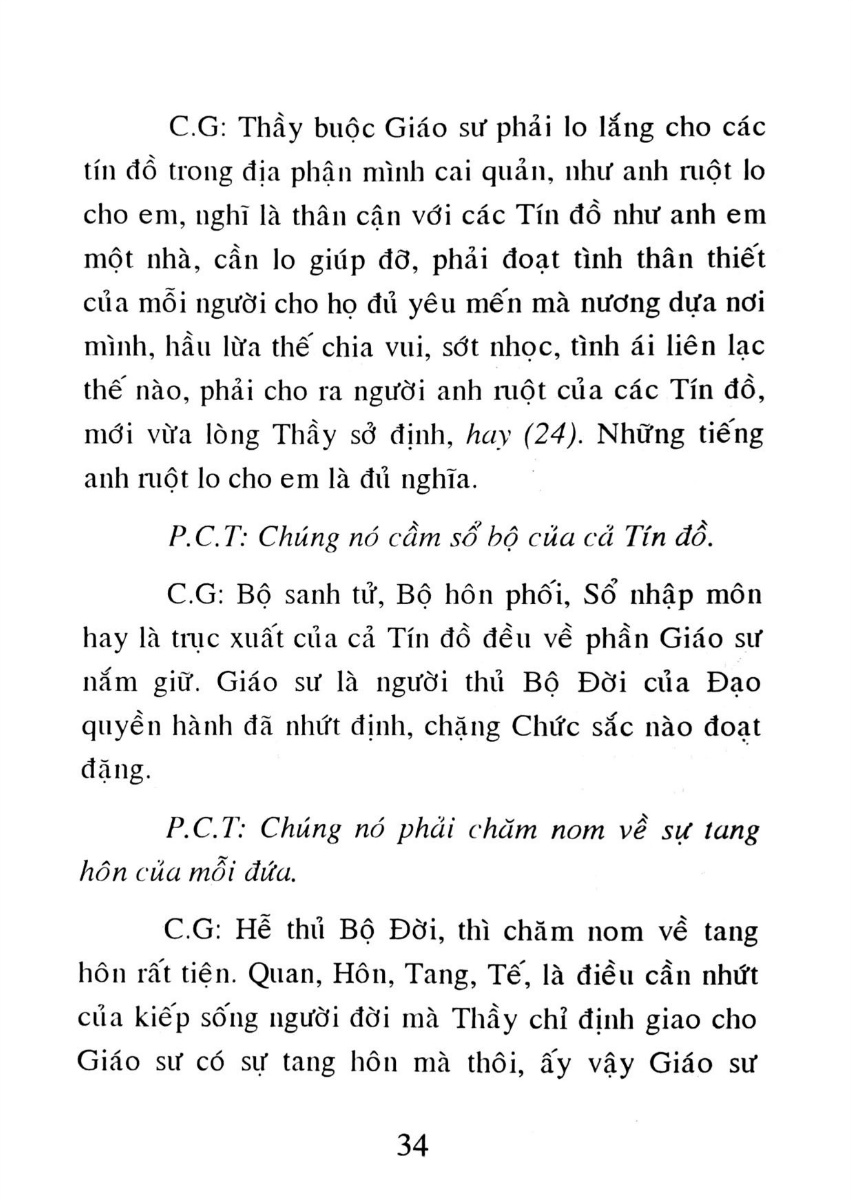 C.G: Thầy buộc Giáo sư phải lo lắng cho các
tín đồ trong địa phận mình cai quản, như anh ruột lo
cho em, nghĩ là thân cận với các Tín đồ như anh em
một nhà, cần lo giúp đỡ, phải đoạt tình thân thiết
của mỗi người cho họ đủ yêu mến mà nương dựa nơi
mình, hầu lừa thế chia vui, sớt nhọc, tình ái liên lạc
thế nào, phải cho ra người anh ruột của các Tín đồ,
mới vừa lòng Thầy sở định, hay (24). Những tiếng
anh ruột lo cho em là đủ nghĩa.
P.C.T: Chúng nó cầm sổ bộ của cả Tín đồ.
C.G: Bộ sanh tử, Bộ hôn phối, Sổ nhập môn
hay là trục xuất của cả Tín đồ đều về phần Giáo sư
nắm giữ. Giáo sư là người thủ Bộ Đời của Đạo
quyền hành đã nhứt định, chặng Chức sắc nào đoạt
đặng.
P.C.T: Chúng nó phải chăm nom về sự tang
hôn của mỗi đứa.
C.G: Hễ thủ Bộ Đời, thì chăm nom về tang
hôn rất tiện. Quan, Hôn, Tang, Tế, là điều cần nhứt
của kiếp sống người đời mà Thầy chỉ định giao cho
Giáo sư có sự tang hôn mà thôi, ấy vậy Giáo sư
34